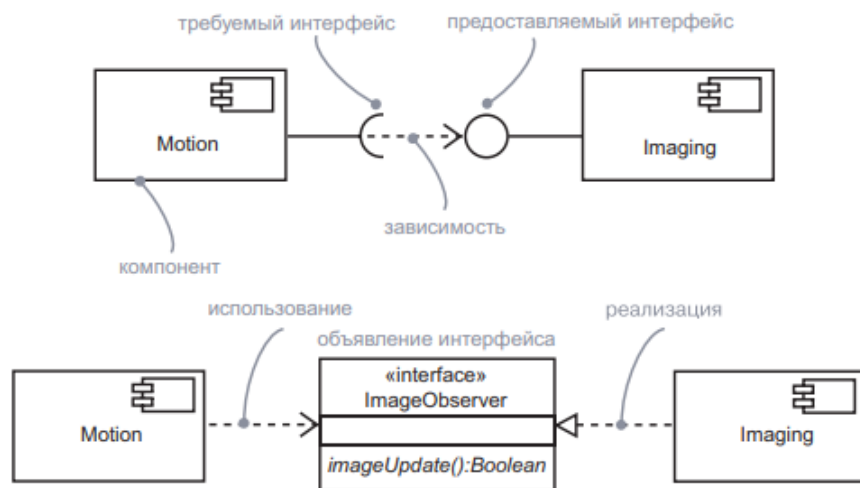 требуемый интерфейс
предоставляемый интерфейс
Motion
Imaging
зависимость
компонент
использование
реализация
объявление интерфейса
«interface»
ImageObserver
Motion
Imaging
imageUpdate():Boolean